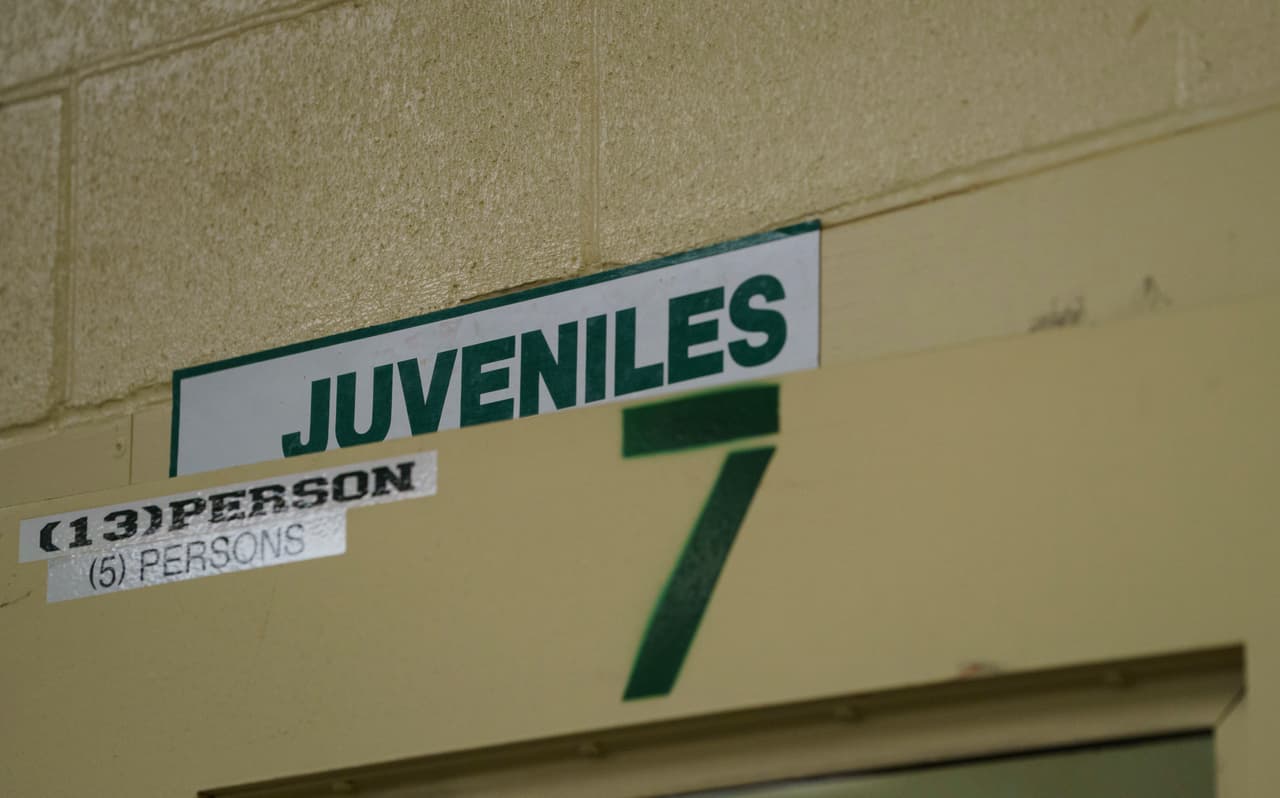 JUVENILES
7
(13)PERSON
(5) PERSONS